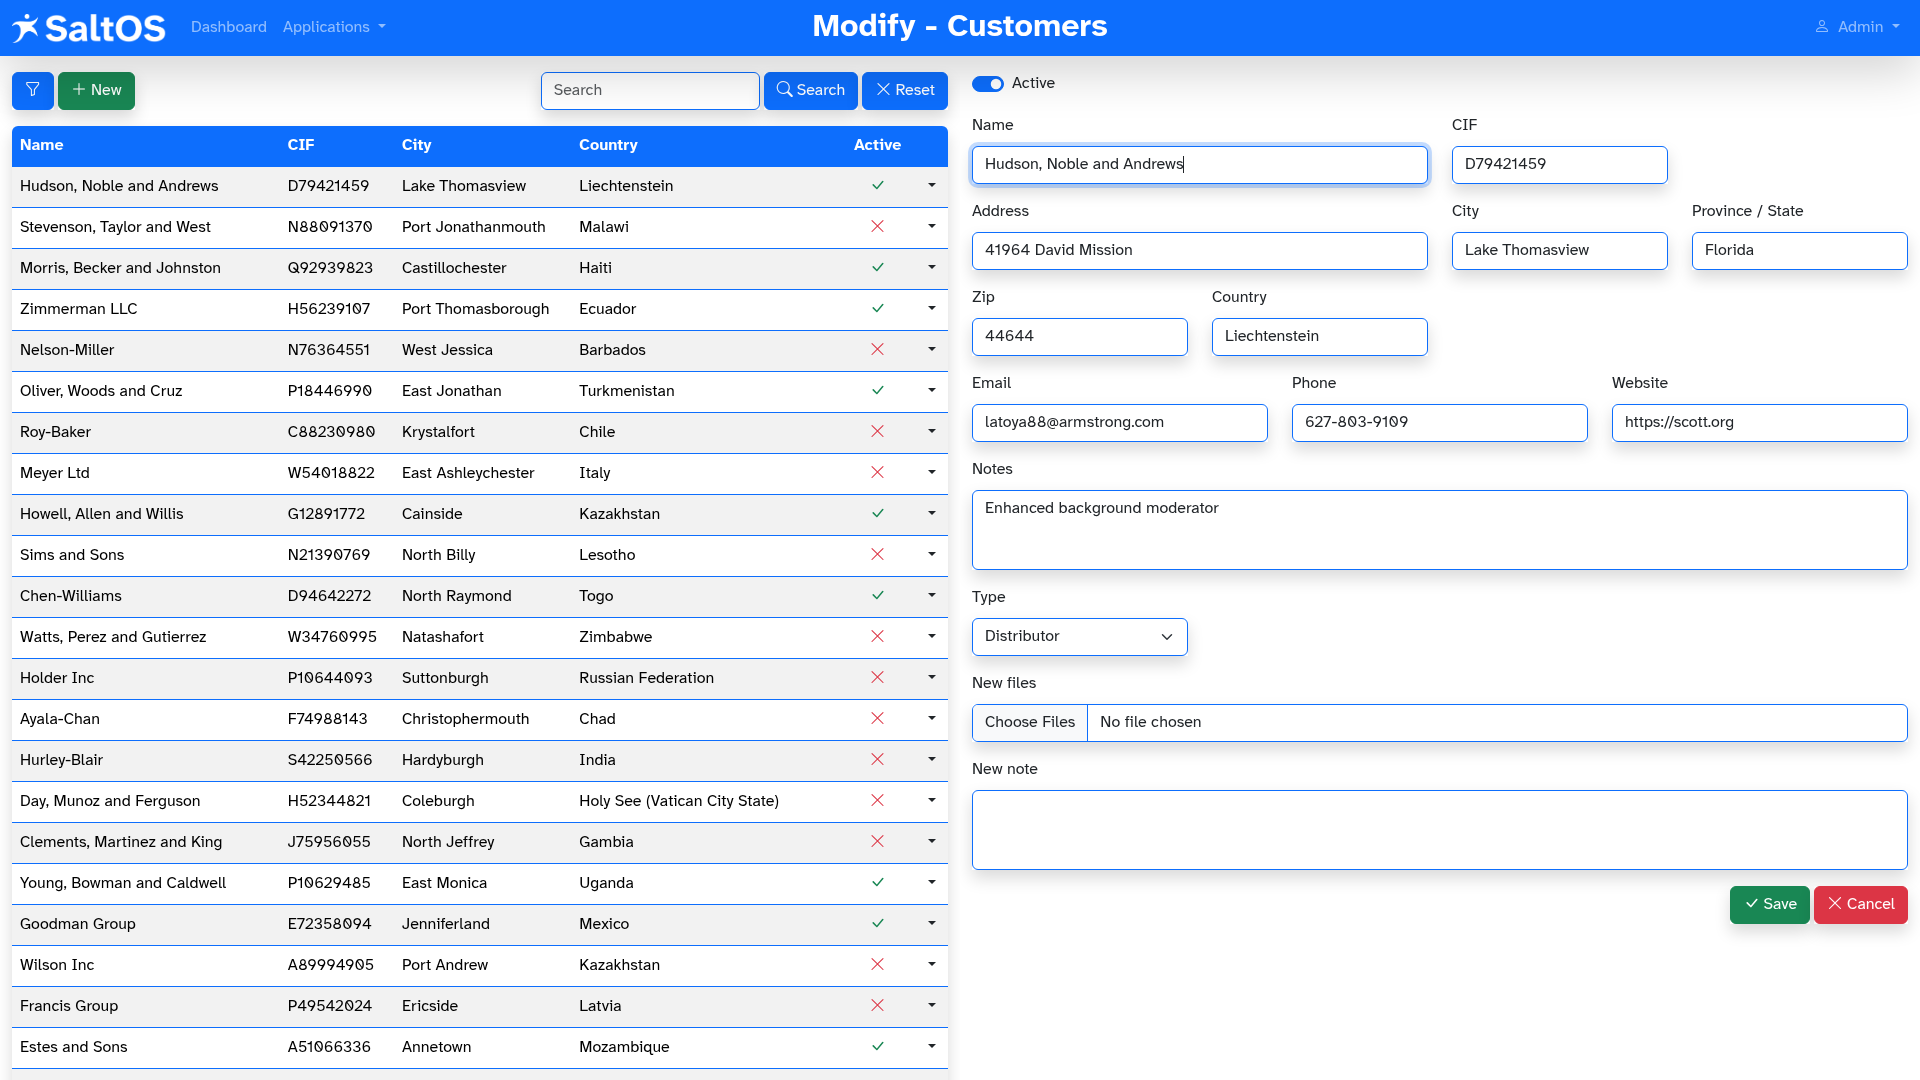 SaltOS
Dashboard
Applications
Modify - Customers
Admin
New
Search
Search
Reset
Name CIF City Country Active
Hudson, Noble and Andrews D79421459 Lake Thomasview Liechtenstein
Stevenson, Taylor and West N88091370 Port Jonathanmouth Malawi
Morris, Becker and Johnston Q92939823 Castillochester Haiti
Zimmerman LLC H56239107 Port Thomasborough Ecuador
Nelson-Miller N76364551 West Jessica Barbados
Oliver, Woods and Cruz P18446990 East Jonathan Turkmenistan
Roy-Baker C88230980 Krystalfort Chile
Meyer Ltd W54018822 East Ashleychester Italy
Howell, Allen and Willis G12891772 Cainside Kazakhstan
Sims and Sons N21390769 North Billy Lesotho
Chen-Williams D94642272 North Raymond Togo
Watts, Perez and Gutierrez W34760995 Natashafort Zimbabwe
Holder Inc P10644093 Suttonburgh Russian Federation
Ayala-Chan F74988143 Christophermouth Chad
Hurley-Blair S42250566 Hardyburgh India
Day, Munoz and Ferguson H52344821 Coleburgh Holy See (Vatican City State)
Clements, Martinez and King J75956055 North Jeffrey Gambia
Young, Bowman and Caldwell P10629485 East Monica Uganda
Goodman Group E72358094 Jenniferland Mexico
Wilson Inc A89994905 Port Andrew Kazakhstan
Francis Group P49542024 Ericside Latvia
Estes and Sons A51066336 Annetown Mozambique
Active
Name CIF
Hudson, Noble and Andrews D79421459
Address City Province / State
41964 David Mission Lake Thomasview Florida
Zip Country
44644 Liechtenstein
Email Phone Website
latoya88@armstrong.com 627-803-9109 https://scott.org
Notes
Enhanced background moderator
Type
Distributor
New files
Choose Files No file chosen
New note
Save Cancel